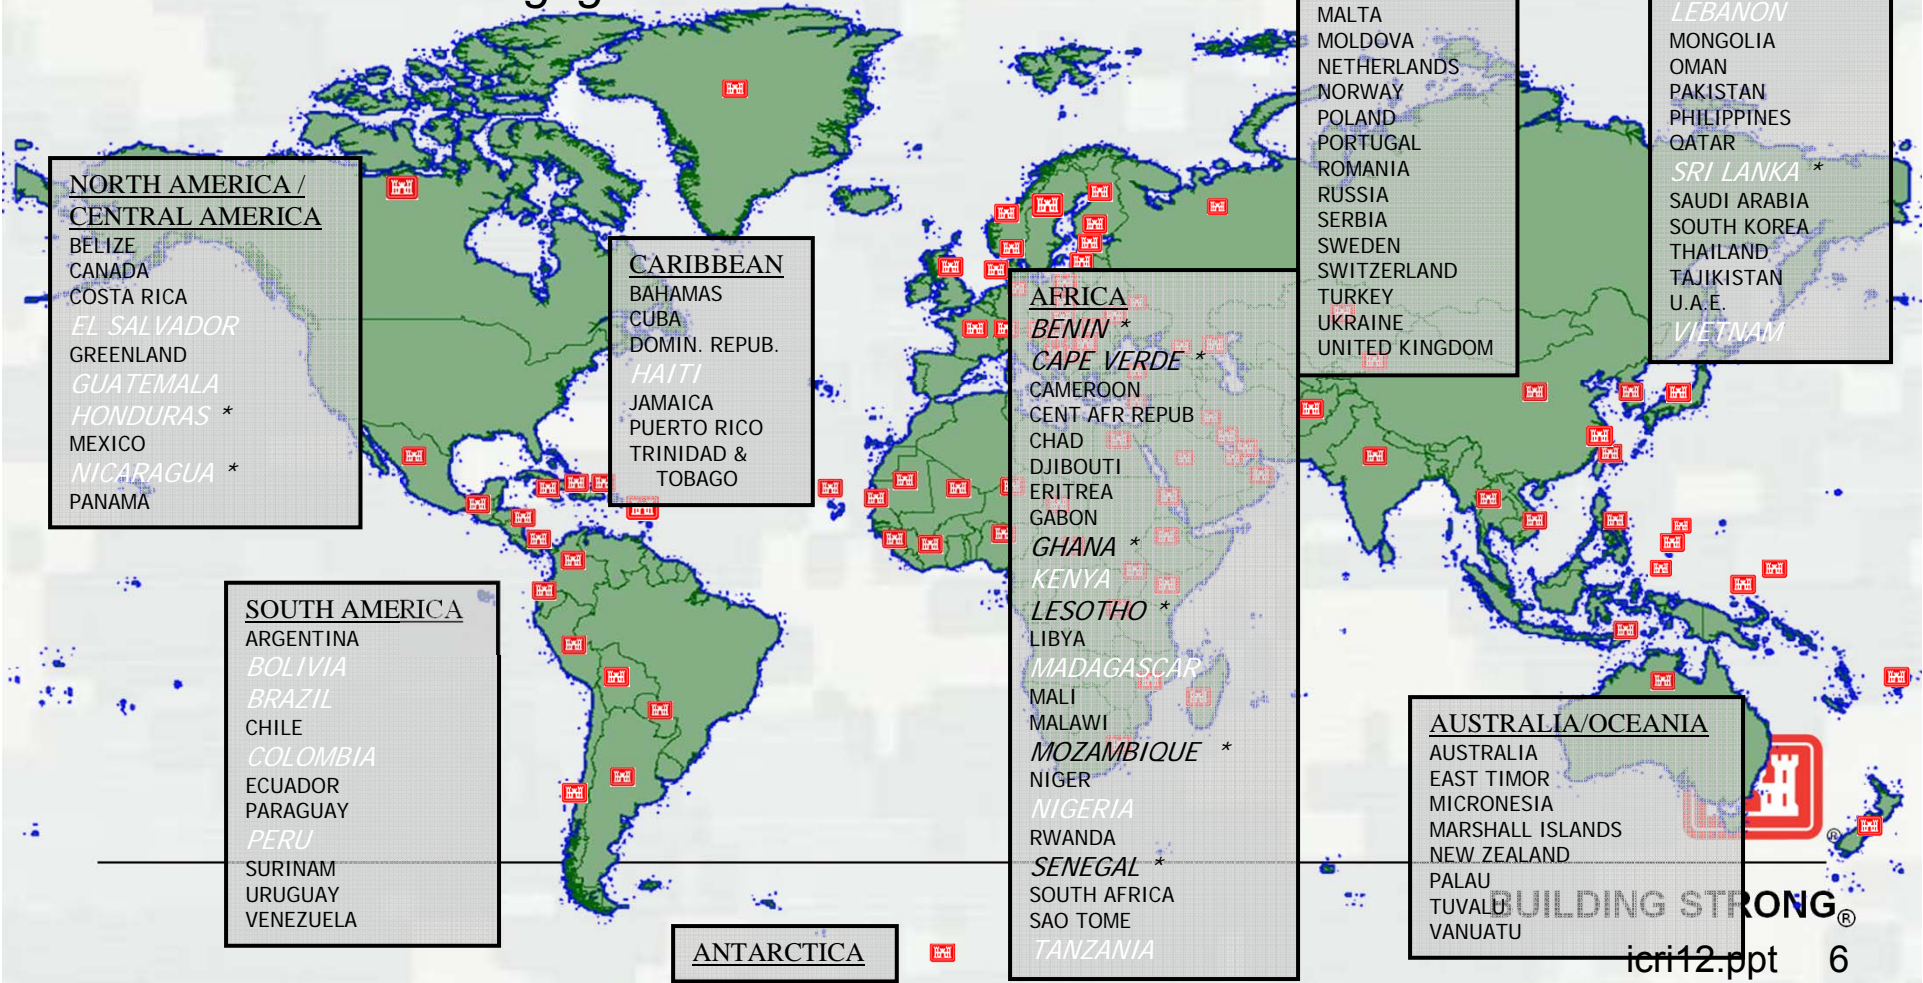 MALTA
MOLDOVA
NETHERLANDS
NORWAY
POLAND
PORTUGAL
ROMANIA
RUSSIA
SERBIA
SWEDEN
SWITZERLAND
TURKEY
UKRAINE
UNITED KINGDOM
LEBANON
MONGOLIA
OMAN
PAKISTAN
PHILIPPINES
QATAR
SRI LANKA *
SAUDI ARABIA
SOUTH KOREA
THAILAND
TAJIKISTAN
U.A.E.
VIETNAM
NORTH AMERICA /
CENTRAL AMERICA
BELIZE
CANADA
COSTA RICA
EL SALVADOR
GREENLAND
GUATEMALA
HONDURAS *
MEXICO
NICARAGUA *
PANAMA
CARIBBEAN
BAHAMAS
CUBA
DOMIN. REPUB.
HAITI
JAMAICA
PUERTO RICO
TRINIDAD &
TOBAGO
AFRICA
BENIN *
CAPE VERDE *
CAMEROON
CENT AFR REPUB
CHAD
DJIBOUTI
ERITREA
GABON
GHANA *
KENYA
LESOTHO *
LIBYA
MADAGASCAR
MALI
MALAWI
MOZAMBIQUE *
NIGER
NIGERIA
RWANDA
SENEGAL *
SOUTH AFRICA
SAO TOME
TANZANIA
SOUTH AMERICA
ARGENTINA
BOLIVIA
BRAZIL
CHILE
COLOMBIA
ECUADOR
PARAGUAY
PERU
SURINAM
URUGUAY
VENEZUELA
AUSTRALIA/OCEANIA
AUSTRALIA
EAST TIMOR
MICRONESIA
MARSHALL ISLANDS
NEW ZEALAND
PALAU
TUVALU
VANUATU
ANTARCTICA
®
BUILDING STRONG®
icri12.ppt 6